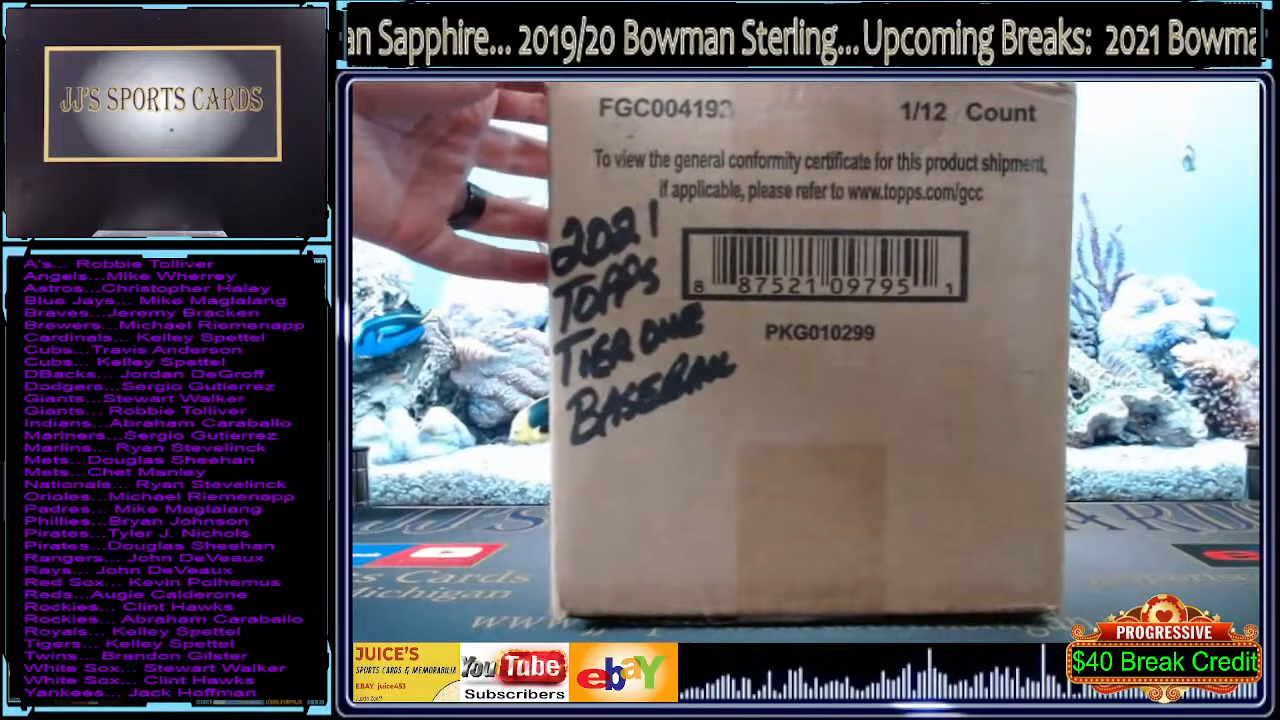 JJ'S SPORTS CARDS
an Sapphire... 2019/20 Bowman Sterling...Upcoming Breaks: 2021 Bowma
A's... Robbie Tolliver
Angels...Mike Wherrey
Astros...Christopher Haley
Blue Jays... Mike Maglalang
Braves...Jeremy Bracken
Brewers...Michael Riemenapp
Cardinals... Kelley Spettel
Cubs...Travis Anderson
Cubs... Kelley Spettel
DBacks... Jordan DeGroff
Dodgers...Sergio Gutierrez
Giants...Stewart Walker
Giants... Robbie Tolliver
Indians...Abraham Caraballo
Mariners...Sergio Gutierrez
Marlins... Ryan Stevelinck
Mets...Douglas Sheehan
Mets...Chet Manley
Nationals... Ryan Stevelinck
Orioles...Michael Riemenapp
Padres... Mike Maglalang
Phillies...Bryan Johnson
Pirates...Tyler J. Nichols
Pirates...Douglas Sheehan
Rangers... John DeVeaux
Rays... John DeVeaux
Red Sox... Kevin Polhemus
Reds...Augie Calderone
Rockies... Clint Hawks
Rockies... Abraham Caraballo
Royals... Kelley Spettel
Tigers... Kelley Spettel
Twins... Brandon Gilster
White Sox... Stewart Walker
White Sox... Clint Hawks
Yankees... Jack Hoffman
FGC004193 1/12 Count
To view the general conformity certificate for this product shipment,
if applicable, please refer to www.topps.com/gcc
2021
TOPPS
TIER ONE
BASEBALL
8 87521 09795 1
PKG010299
s Cards
ichigan
www.
JUICE'S
SPORTS CARDS & MEMORABILIA
EBAY juice453
YouTube
Subscribers
ebay
PROGRESSIVE
$40 Break Credit